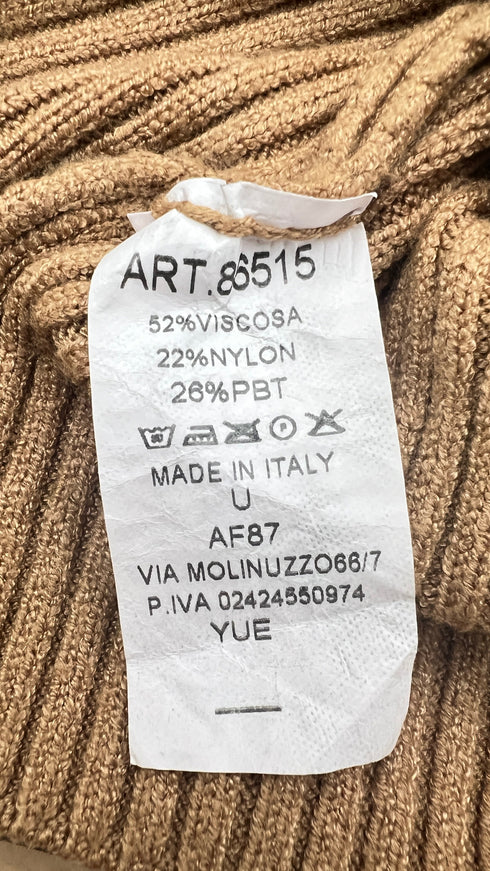 ART.86515
52%VISCOSA
22%NYLON
26%PBT
P
MADE IN ITALY
U
AF87
VIA MOLINUZZO66/7
P.IVA 02424550974
YUE